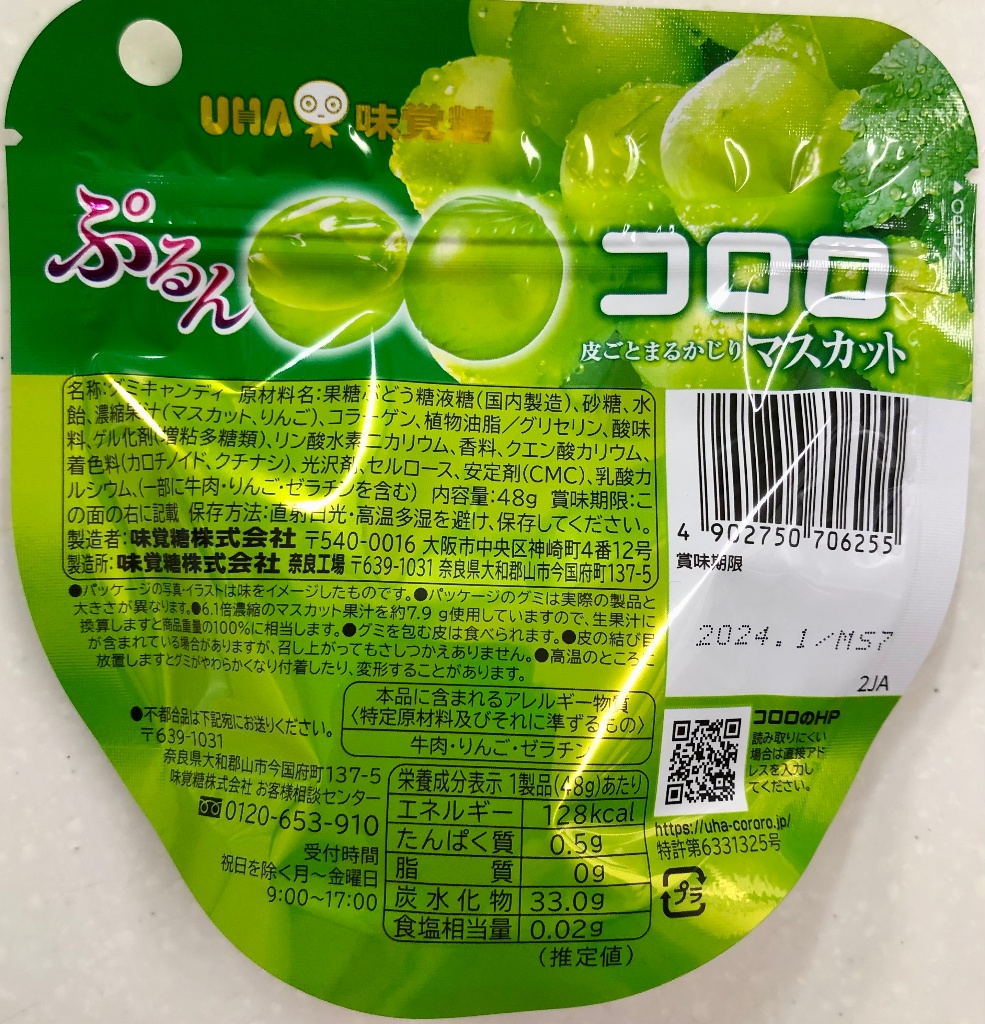 UHA 味覚糖
ぷるん
コロロ
皮ごとまるかじりマスカット
OPEN
名称:グミキャンディ 原材料名:果糖ぶどう糖液糖(国内製造)、砂糖、水
飴、濃縮果汁(マスカット、りんご)、コラーゲン、植物油脂/グリセリン、酸味
料、ゲル化剤(増粘多糖類)、リン酸水素二カリウム、香料、クエン酸カリウム、
着色料(カロチノイド、クチナシ)、光沢剤、セルロース、安定剤(CMC)、乳酸カ
ルシウム、(一部に牛肉・りんご・ゼラチンを含む) 内容量:48g 賞味期限:こ
の面の右に記載 保存方法:直射日光・高温多湿を避け、保存してください。
製造者:味覚糖株式会社 〒540-0016 大阪市中央区神崎町4番12号
製造所:味覚糖株式会社 奈良工場 〒639-1031 奈良県大和郡山市今国府町137-5
●パッケージの写真・イラストは味をイメージしたものです。●パッケージのグミは実際の製品と
大きさが異なります。●6.1倍濃縮のマスカット果汁を約7.9g使用していますので、生果汁に
換算しますと商品重量の100%に相当します。●グミを包む皮は食べられます。●皮の結び目
が含まれている場合がありますが、召し上がってもさしつかえありません。●高温のところに
放置しますとグミがやわらかくなり付着したり、変形することがあります。
4 902750 706255
賞味期限
2024.1/MS7
2JA
本品に含まれるアレルギー物質
〈特定原材料及びそれに準ずるもの〉
牛肉・りんご・ゼラチン
●不都合品は下記宛にお送りください。
〒639-1031
奈良県大和郡山市今国府町137-5
味覚糖株式会社 お客様相談センター
0120-653-910
受付時間
祝日を除く月～金曜日
9:00～17:00
栄養成分表示 1製品(48g)あたり
エネルギー 128kcal
たんぱく質 0.5g
脂質 0g
炭水化物 33.0g
食塩相当量 0.02g
(推定値)
コロロのHP
読み取りにくい
場合は直接アド
レスを入力し
てください。
https://uha-cororo.jp/
特許第6331325号
プラ